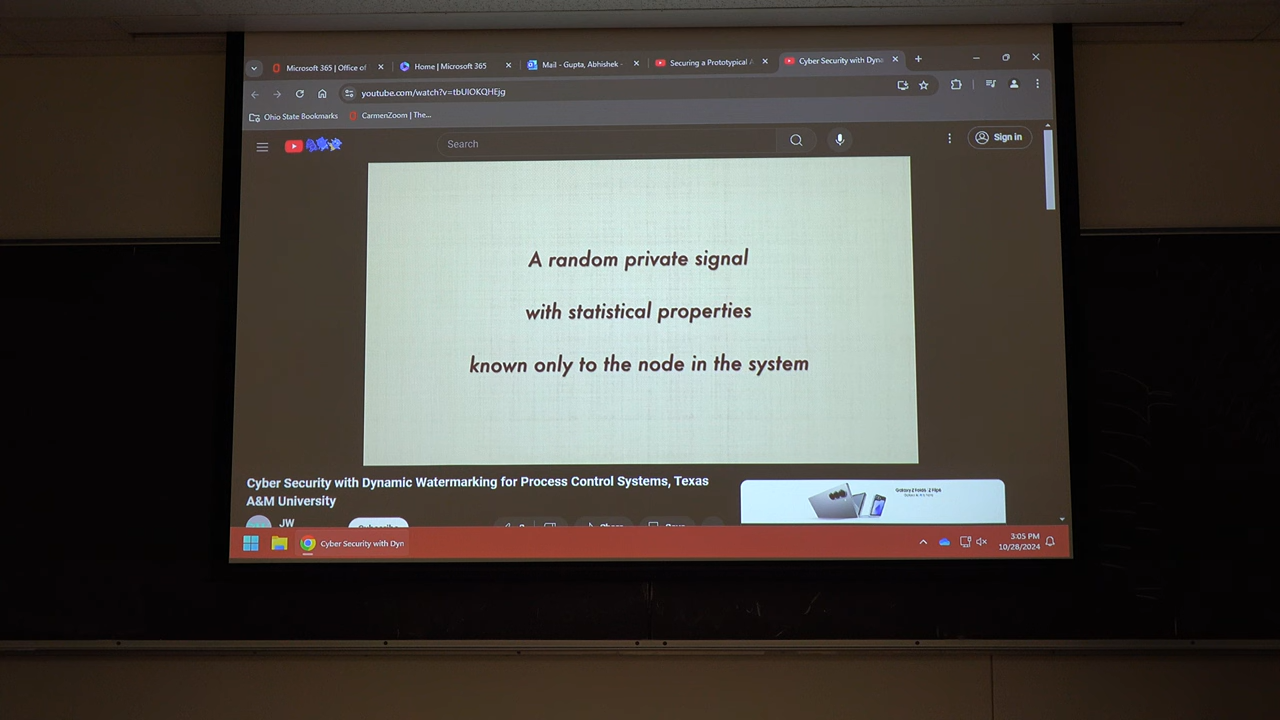 Microsoft 365 | Office of
Home | Microsoft 365
Mail - Gupta, Abhishek -
Securing a Prototypical
Cyber Security with Dyna
youtube.com/watch?v=tbUlOKQHEjg
Ohio State Bookmarks
CarmenZoom | The...
Search
Sign in
A random private signal
with statistical properties
known only to the node in the system
Cyber Security with Dynamic Watermarking for Process Control Systems, Texas
A&M University
JW
Cyber Security with Dyn
3:05 PM
10/28/2024